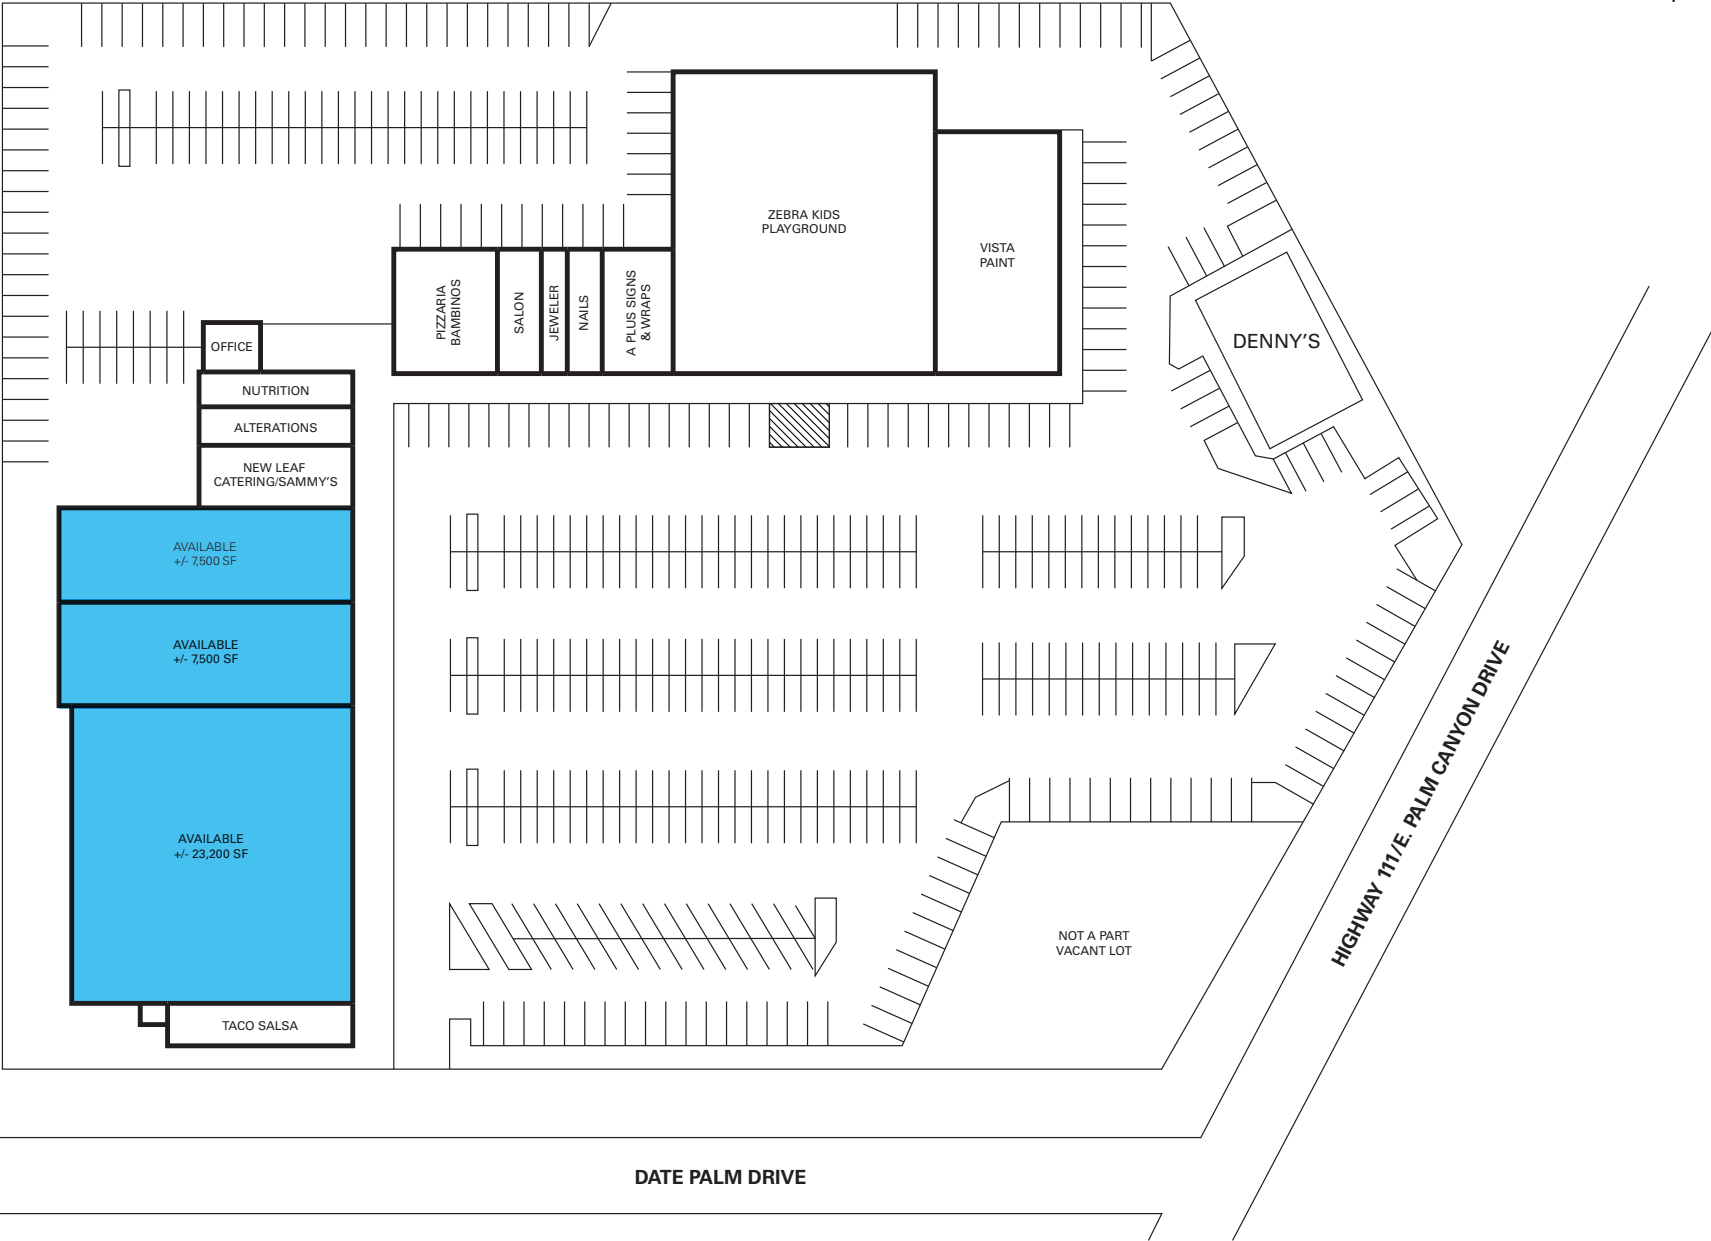 ZEBRA KIDS
PLAYGROUND
VISTA
PAINT
PIZZARIA
BAMBINOS
SALON
JEWELER
NAILS
A PLUS SIGNS
& WRAPS
DENNY'S
OFFICE
NUTRITION
ALTERATIONS
NEW LEAF
CATERING/SAMMY'S
AVAILABLE
+/- 7,500 SF
AVAILABLE
+/- 7,500 SF
AVAILABLE
+/- 23,200 SF
TACO SALSA
NOT A PART
VACANT LOT
HIGHWAY 111/E. PALM CANYON DRIVE
DATE PALM DRIVE